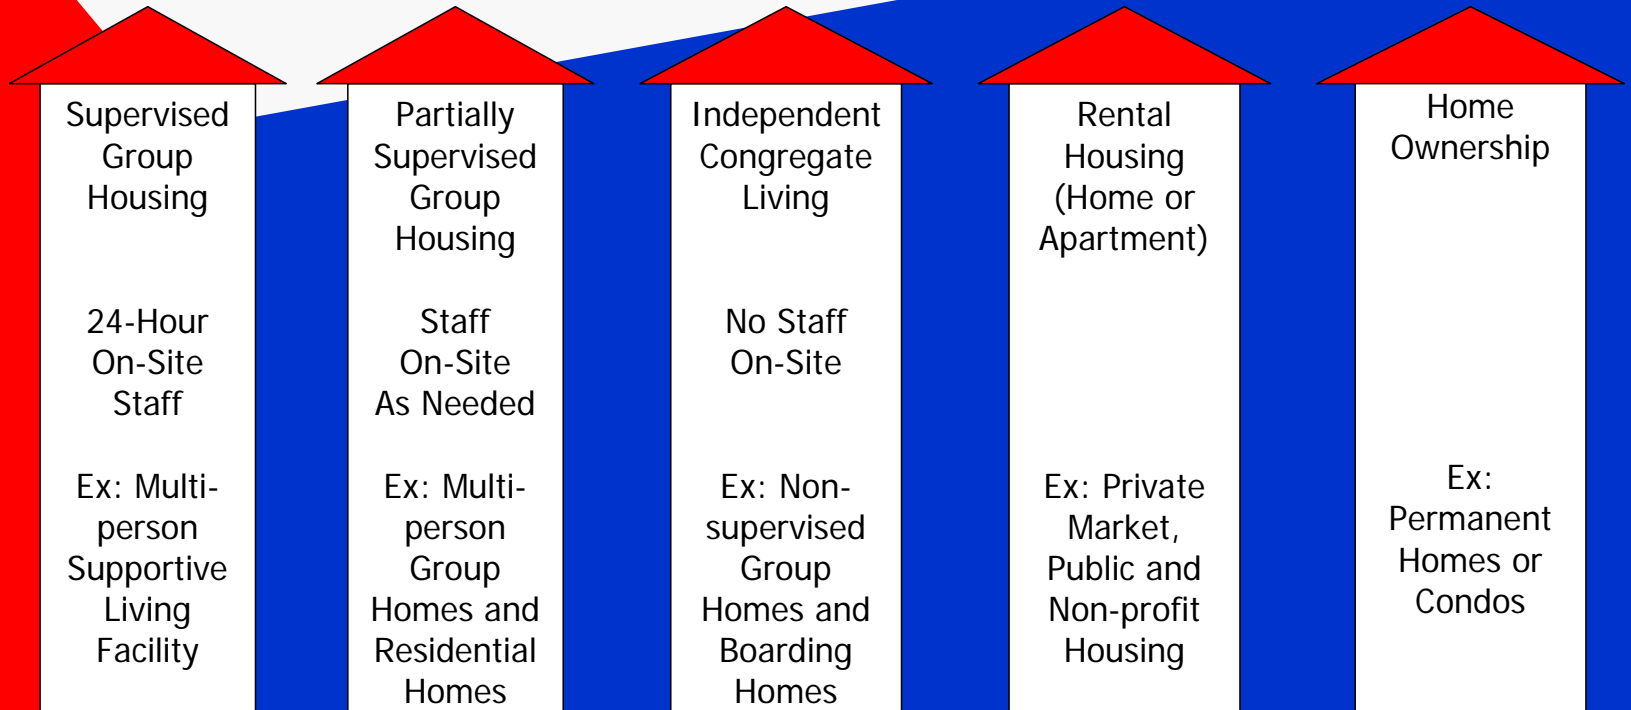 Supervised
Group
Housing
24-Hour
On-Site
Staff
Ex: Multi-
person
Supportive
Living
Facility
Partially
Supervised
Group
Housing
Staff
On-Site
As Needed
Ex: Multi-
person
Group
Homes and
Residential
Homes
Independent
Congregate
Living
No Staff
On-Site
Ex: Non-
supervised
Group
Homes and
Boarding
Homes
Rental
Housing
(Home or
Apartment)
Ex: Private
Market,
Public and
Non-profit
Housing
Home
Ownership
Ex:
Permanent
Homes or
Condos